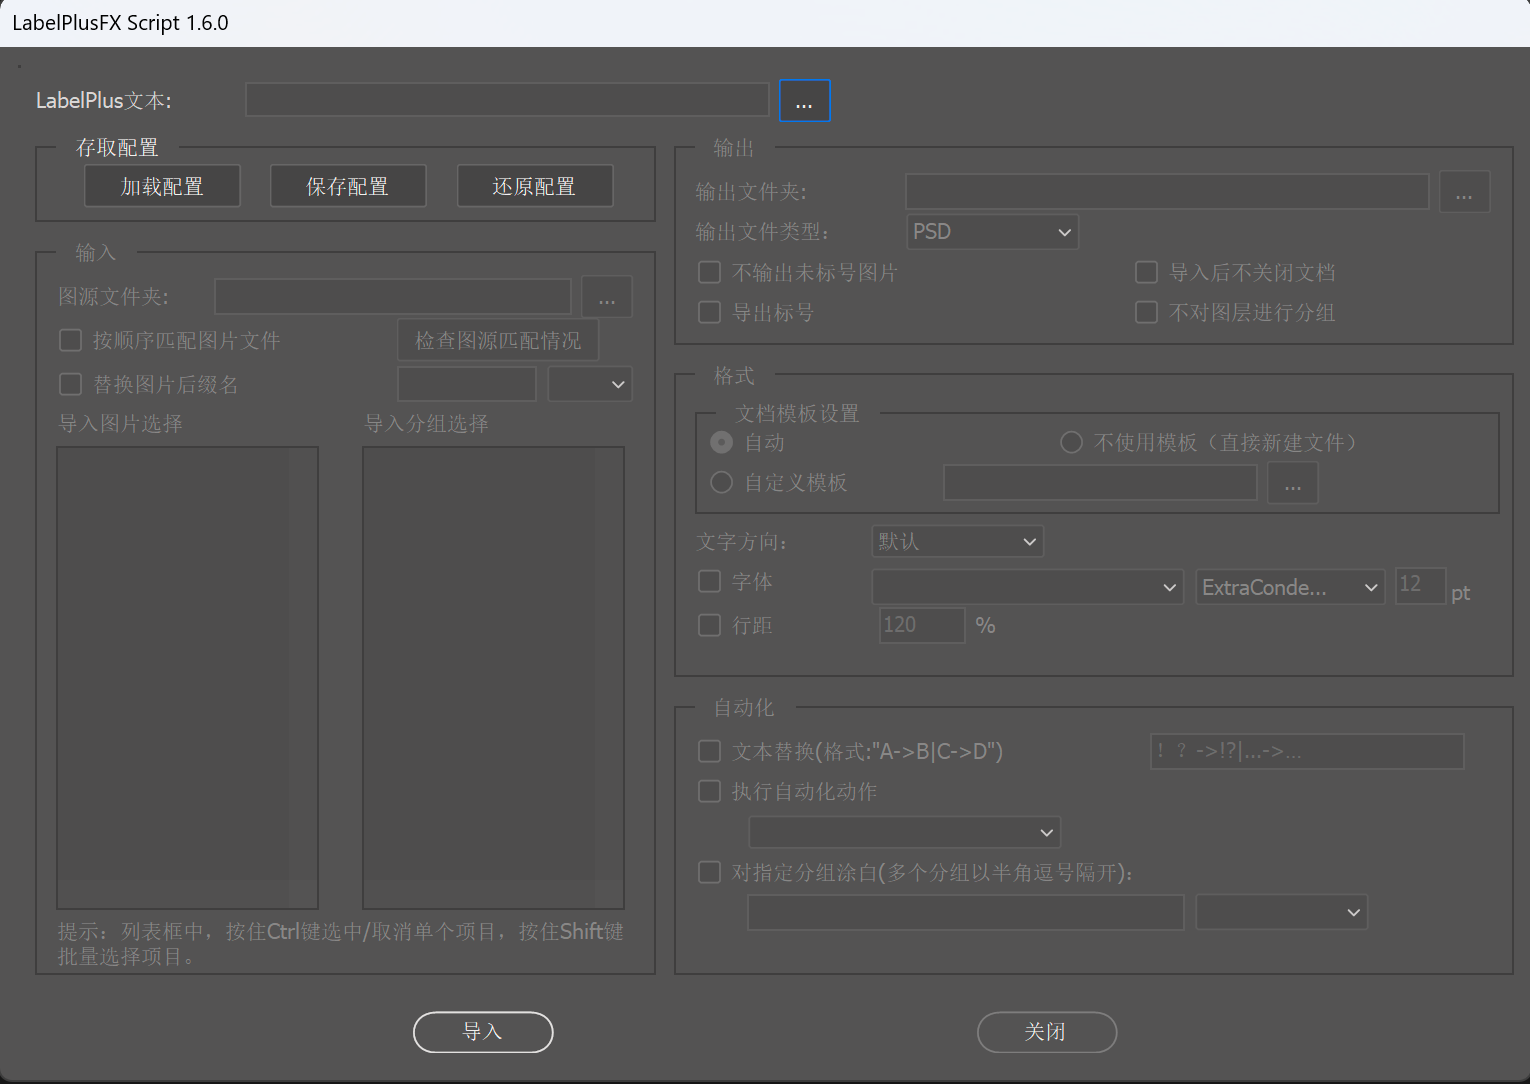 LabelPlusFX Script 1.6.0
LabelPlus文本:
...
存取配置
加载配置
保存配置
还原配置
输入
图源文件夹:
...
按顺序匹配图片文件
检查图源匹配情况
替换图片后缀名
导入图片选择
导入分组选择
提示：列表框中，按住Ctrl键选中/取消单个项目，按住Shift键
批量选择项目。
输出
输出文件夹:
...
输出文件类型：
PSD
不输出未标号图片
导入后不关闭文档
导出标号
不对图层进行分组
格式
文档模板设置
自动
不使用模板（直接新建文件）
自定义模板
...
文字方向：
默认
字体
ExtraConde...
12
pt
行距
120
%
自动化
文本替换(格式:"A->B|C->D")
！？->!?|...->…
执行自动化动作
对指定分组涂白(多个分组以半角逗号隔开)：
导入
关闭